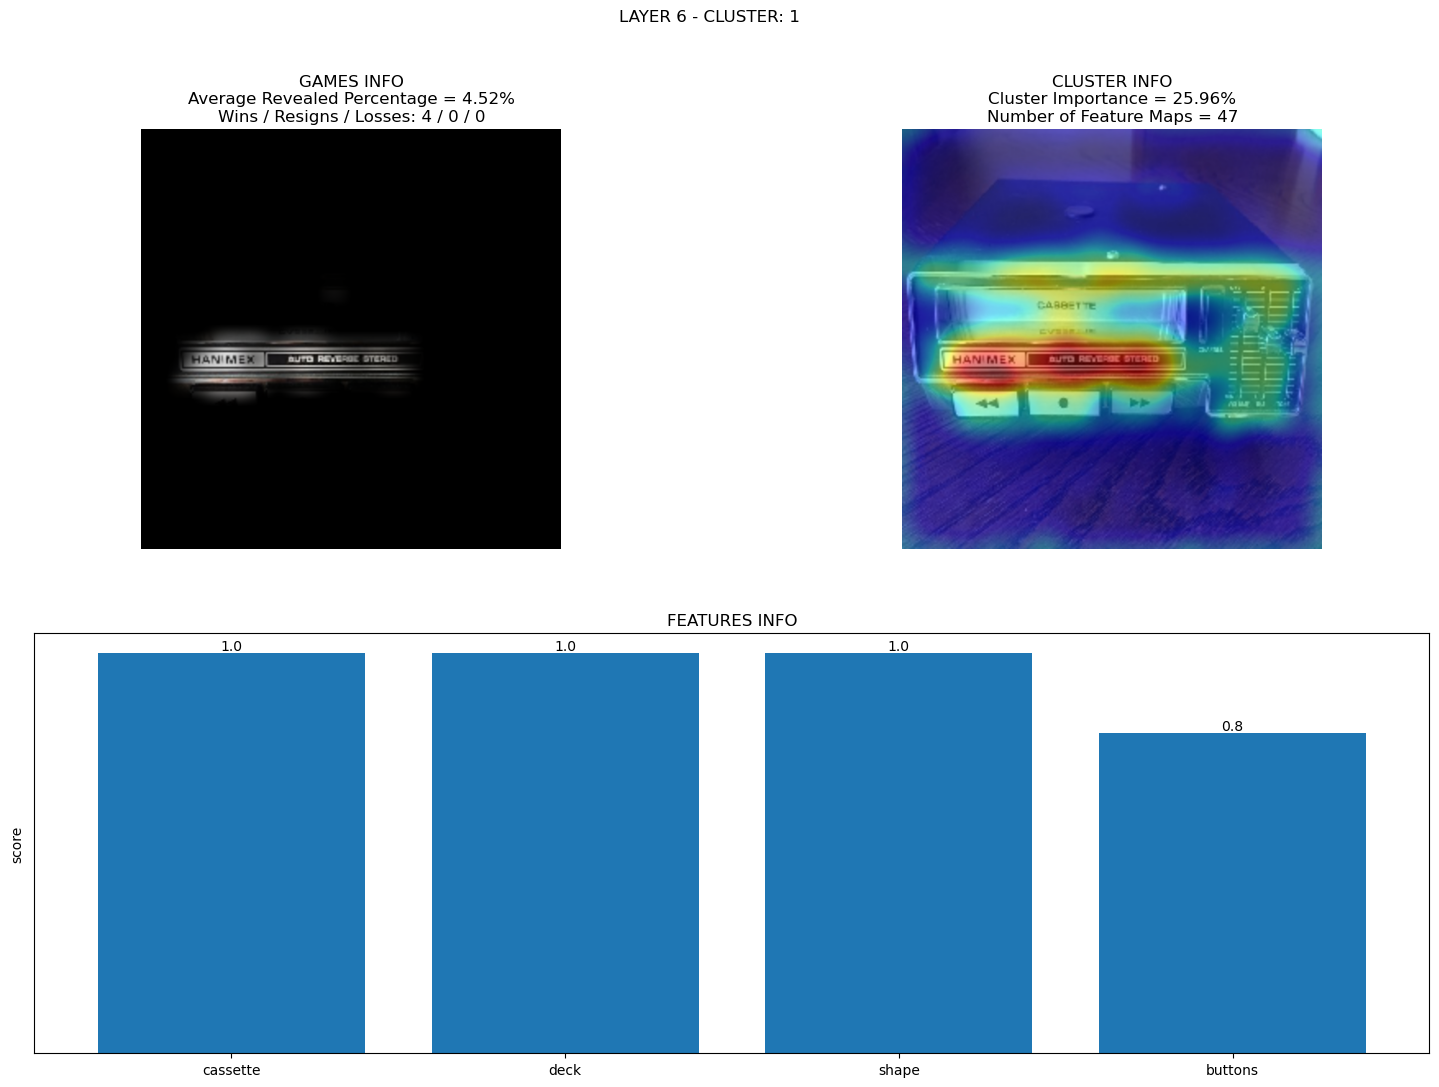 LAYER 6 - CLUSTER: 1
GAMES INFO
Average Revealed Percentage = 4.52%
Wins / Resigns / Losses: 4 / 0 / 0
HANIMEX AUTO REVERSE STEREO
CLUSTER INFO
Cluster Importance = 25.96%
Number of Feature Maps = 47
CASSETTE
HANIMEX AUTO REVERSE STEREO
FEATURES INFO
score
1.0 1.0 1.0 0.8
cassette deck shape buttons